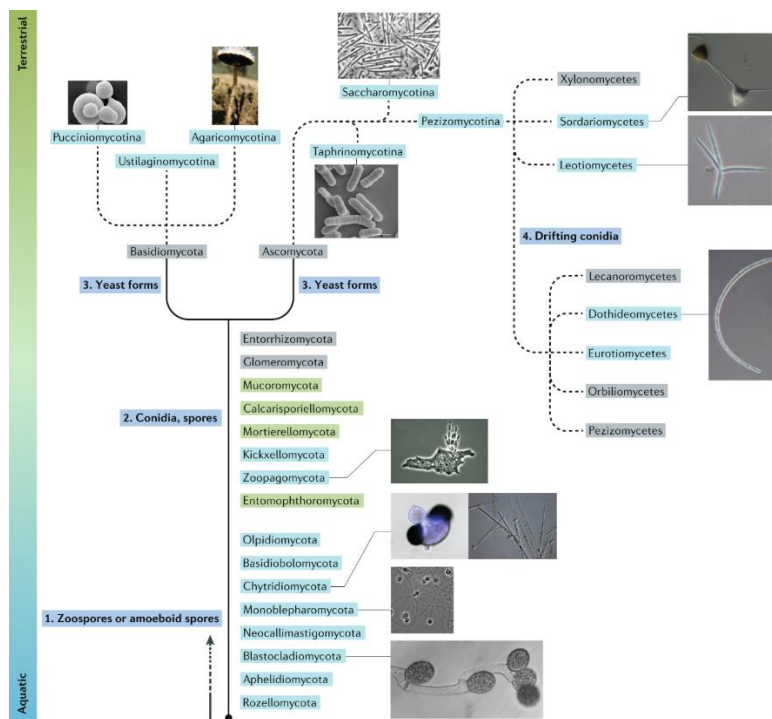 Terrestrial
Saccharomycotina
Xylonomycetes
Pucciniomycotina
Agaricomycotina
Pezizomycotina
Sordariomycetes
Ustilaginomycotina
Taphrinomycotina
Leotiomycetes
4. Drifting conidia
Basidiomycota
Ascomycota
3. Yeast forms
3. Yeast forms
Lecanoromycetes
Dothideomycetes
Eurotiomycetes
Orbiliomycetes
Pezizomycetes
Entorrhizomycota
Glomeromycota
Mucoromycota
2. Conidia, spores
Calcarisporiellomycota
Mortierellomycota
Kickxellomycota
Zoopagomycota
Entomophthoromycota
Olpidiomycota
Basidiobolomycota
Chytridiomycota
1. Zoospores or amoeboid spores
Monoblepharomycota
Neocallimastigomycota
Blastocladiomycota
Aphelidiomycota
Rozellomycota
Aquatic